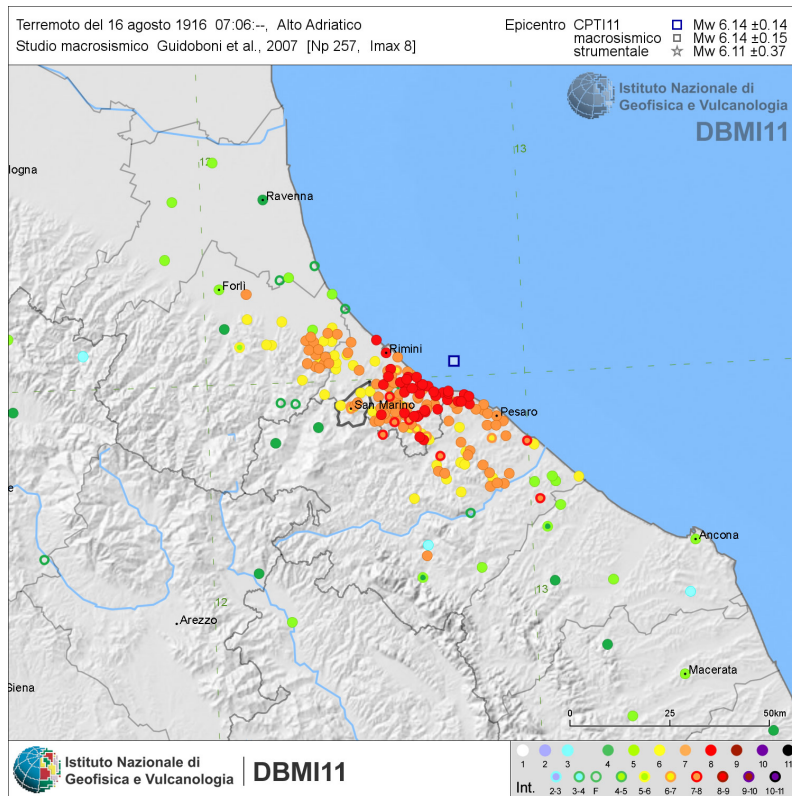 Terremoto del 16 agosto 1916 07:06:--, Alto Adriatico
Studio macrosismico Guidoboni et al., 2007 [Np 257, Imax 8]
Epicentro CPTI11 Mw 6.14 ±0.14
macrosismico Mw 6.14 ±0.15
strumentale Mw 6.11 ±0.37
Istituto Nazionale di
Geofisica e Vulcanologia
DBMI11
12
13
logna
Ravenna
Forlì
Rimini
San Marino
Pesaro
e
Ancona
12
13
Arezzo
Macerata
Siena
0 25 50km
Istituto Nazionale di
Geofisica e Vulcanologia
DBMI11
1 2 3 4 5 6 7 8 9 10 11
Int. 2-3 3-4 F 4-5 5-6 6-7 7-8 8-9 9-10 10-11